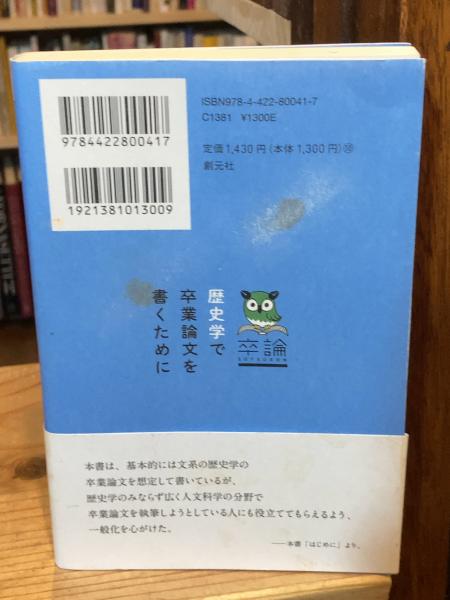 ISBN978-4-422-80041-7
C1381 ¥1300E
定価1,430円(本体1,300円)⑩
創元社
9784422800417
1921381013009
歴史学で
卒業論文を
書くために
卒論
SOTSURON
本書は、基本的には文系の歴史学の
卒業論文を想定して書いているが、
歴史学のみならず広く人文科学の分野で
卒業論文を執筆しようとしている人にも役立ててもらえるよう、
一般化を心がけた。
——本書「はじめに」より。